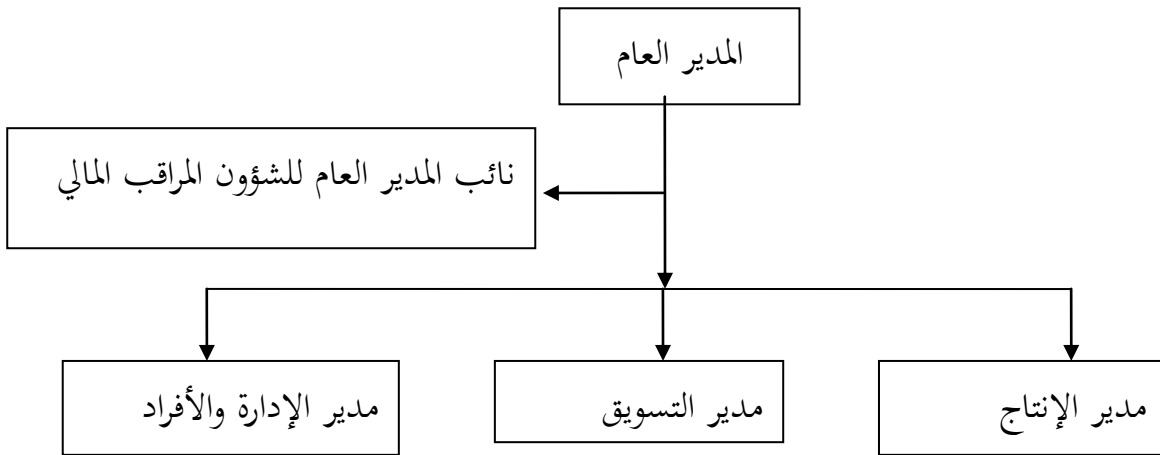 المدير العام
نائب المدير العام للشؤون المراقب المالي
مدير الإنتاج
مدير التسويق
مدير الإدارة والأفراد